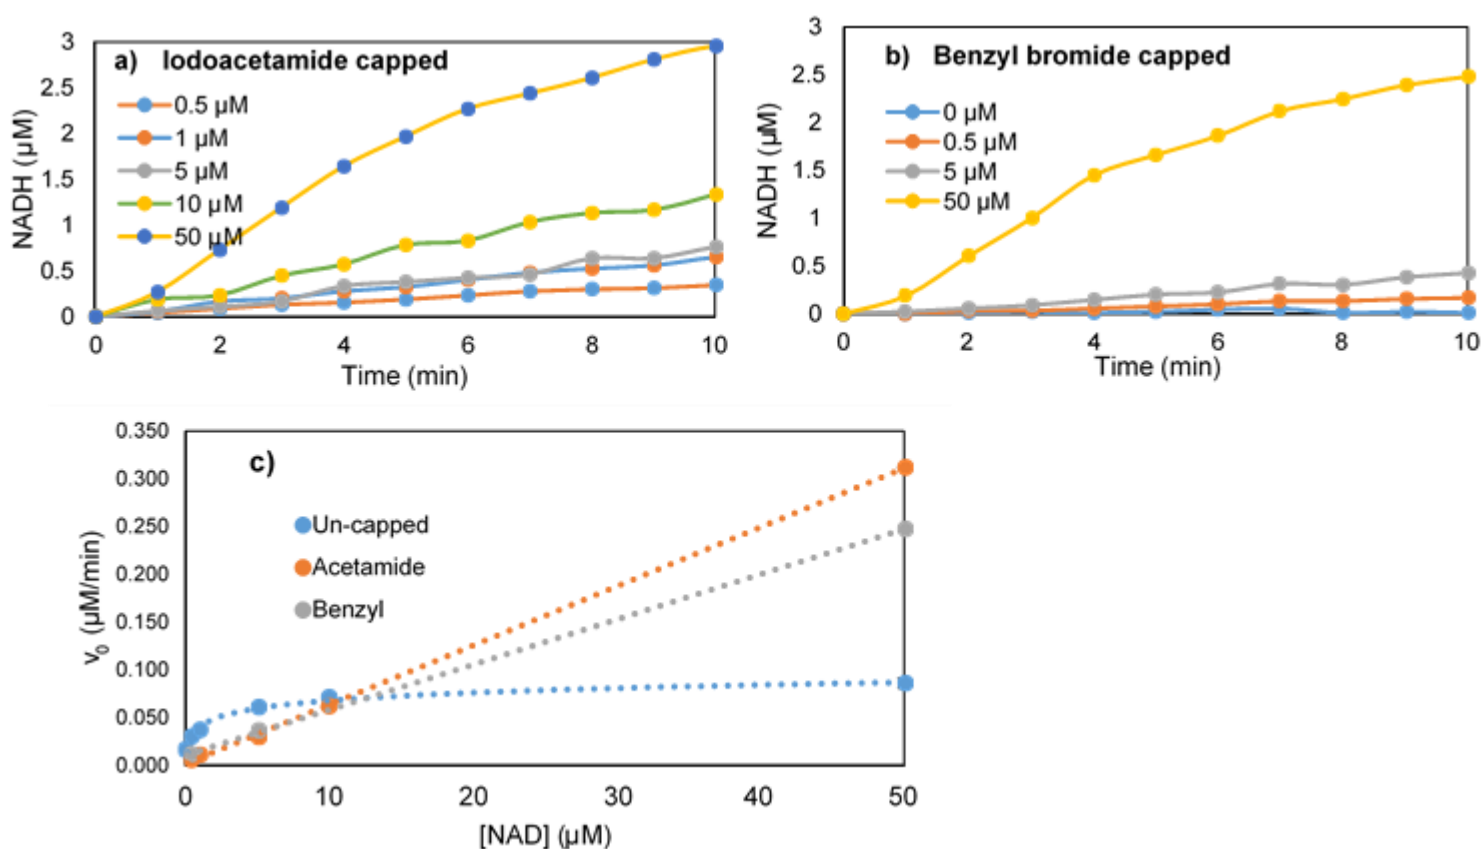 a) Iodoacetamide capped
NADH (µM)
3
2.5
2
1.5
1
0.5
0
0.5 µM
1 µM
5 µM
10 µM
50 µM
0 2 4 6 8 10
Time (min)
b) Benzyl bromide capped
NADH (µM)
3
2.5
2
1.5
1
0.5
0
0 µM
0.5 µM
5 µM
50 µM
0 2 4 6 8 10
Time (min)
c)
v₀ (µM/min)
0.350
0.300
0.250
0.200
0.150
0.100
0.050
0.000
Un-capped
Acetamide
Benzyl
0 10 20 30 40 50
[NAD] (µM)